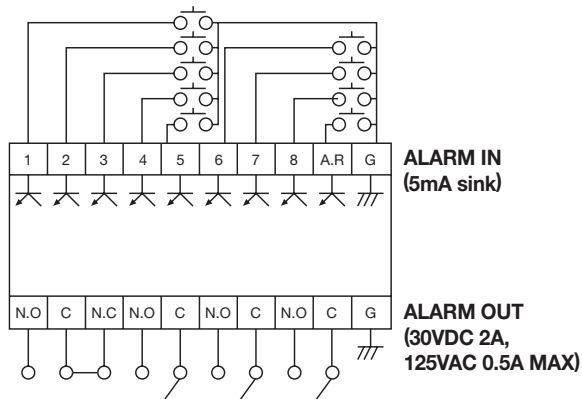 1 2 3 4 5 6 7 8 A.R G
ALARM IN
(5mA sink)
N.O C N.C N.O C N.O C N.O C G
ALARM OUT
(30VDC 2A,
125VAC 0.5A MAX)